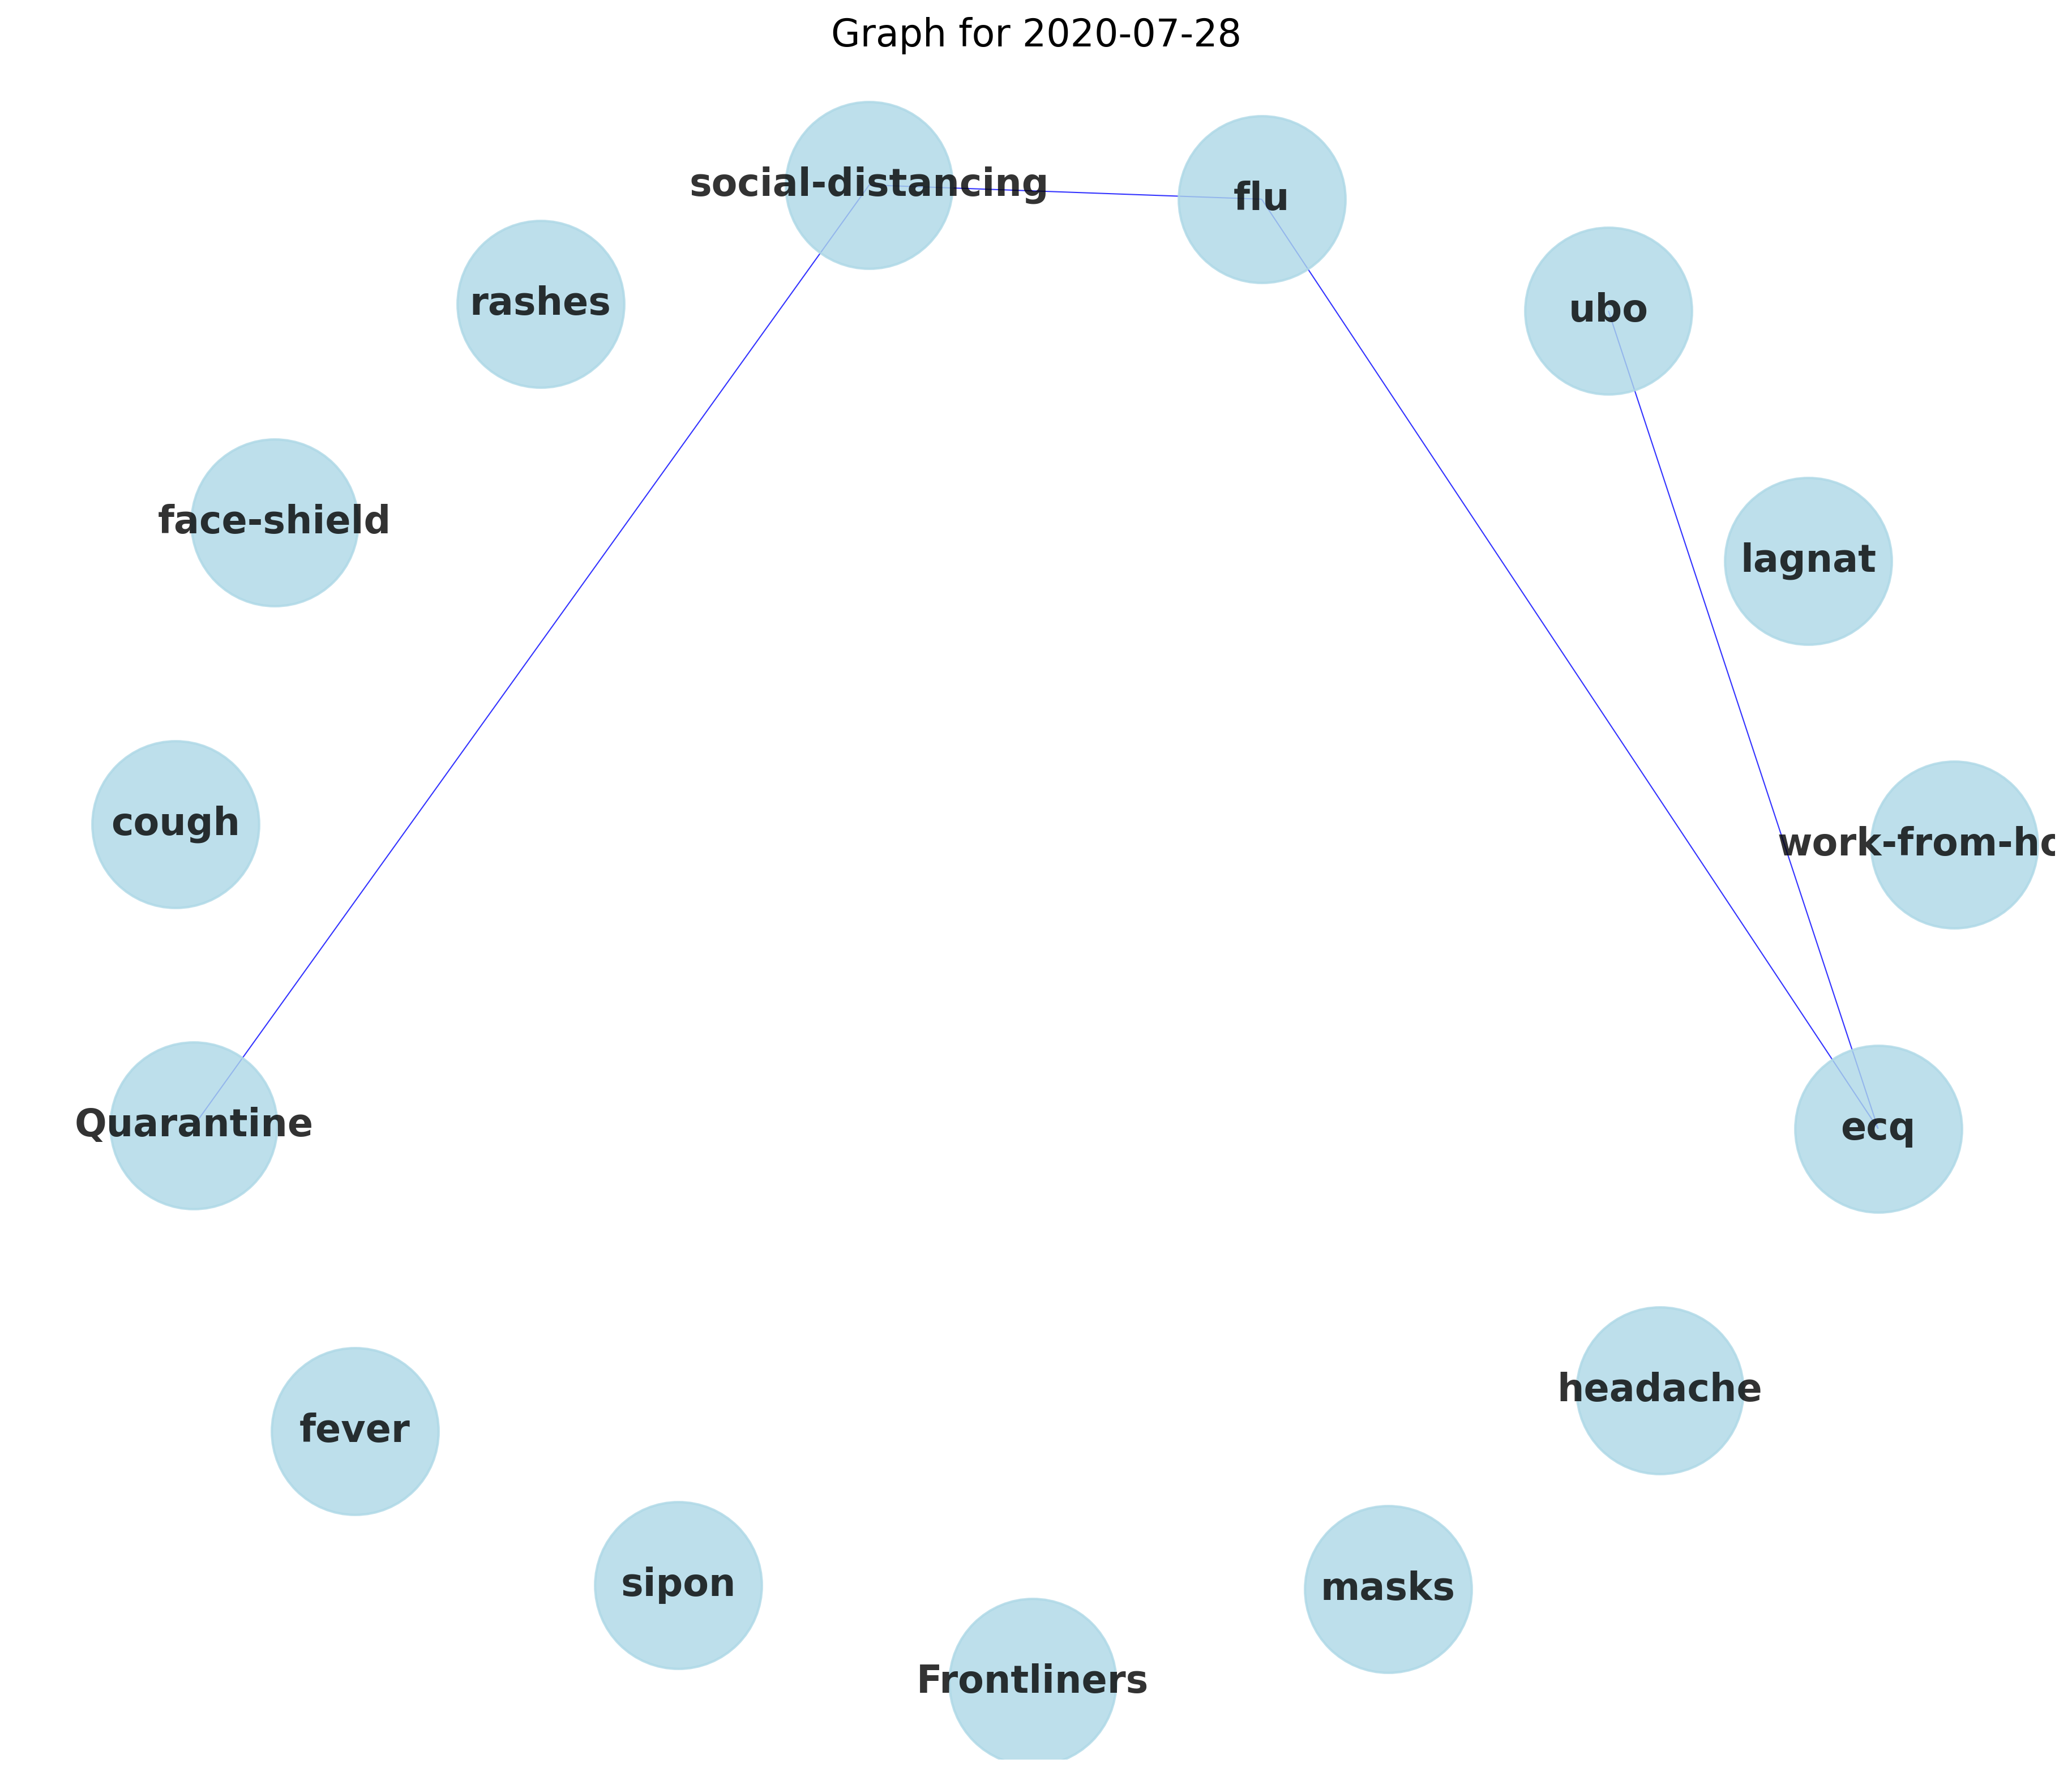 Graph for 2020-07-28
social-distancing
flu
rashes
ubo
face-shield
lagnat
cough
work-from-ho
Quarantine
ecq
headache
fever
sipon
masks
Frontliners